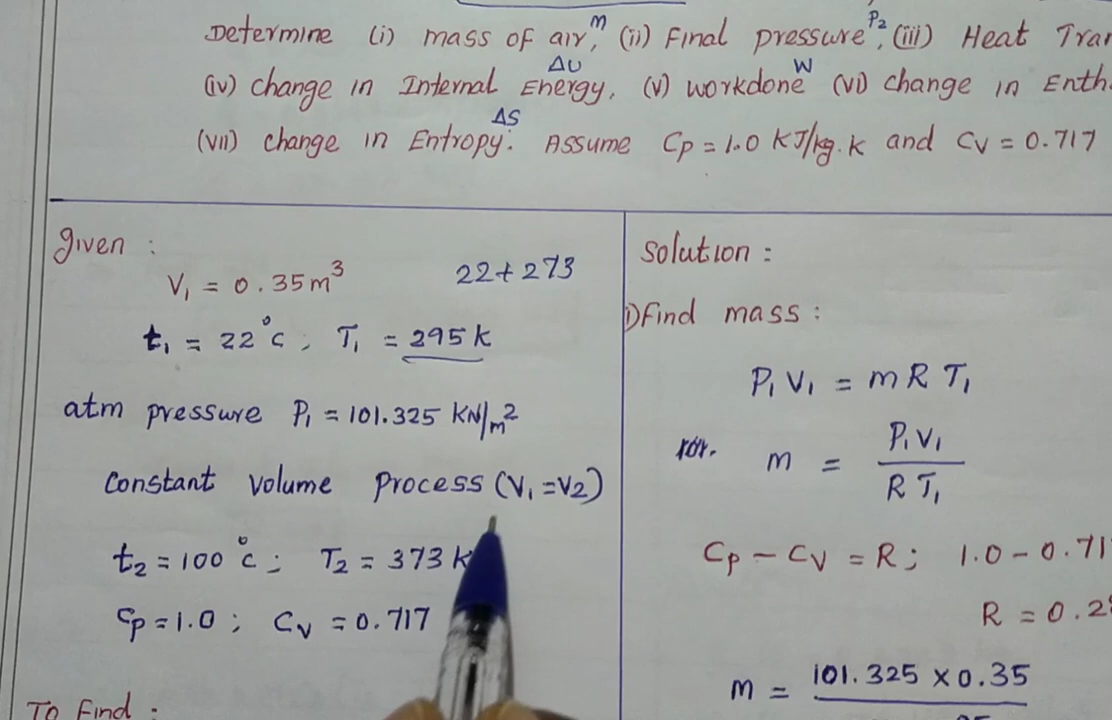 Determine (i) mass of air, m (ii) Final pressure P2, (iii) Heat
(iv) change in Internal Energy, ΔU (v) workdone W (vi) change in
(vii) change in Entropy. ΔS Assume Cp = 1.0 KJ/kg.K and Cv = 0.717
given :
V1 = 0.35 m³
22 + 273
t1 = 22°c , T1 = 295 K
atm pressure P1 = 101.325 KN/m²
constant volume process (V1 = V2)
t2 = 100°c ; T2 = 373 K
Cp = 1.0 ; Cv = 0.717
To Find :
Solution :
i) Find mass :
P1 V1 = m R T1
m = P1 V1 / R T1
Cp − Cv = R ; 1.0 − 0.71
R = 0.2
m = 101.325 × 0.35